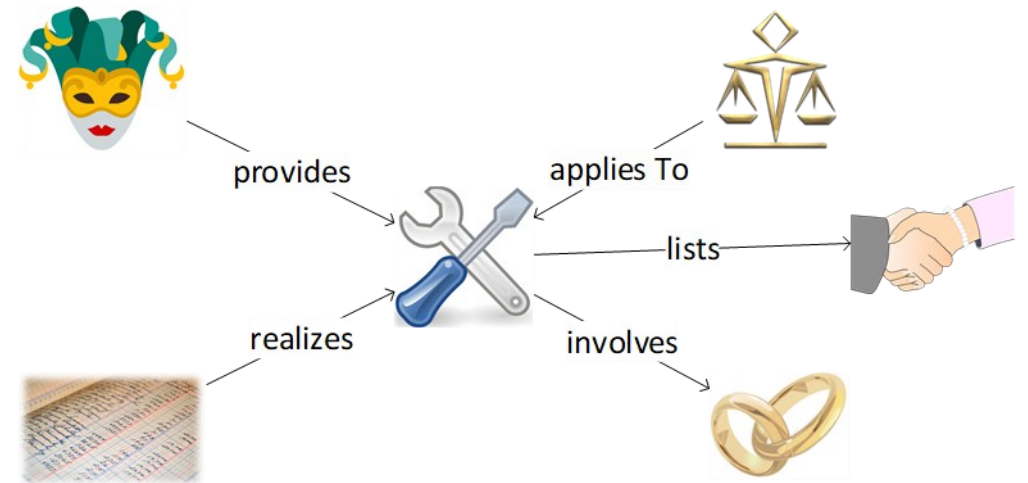 provides
applies To
lists
realizes
involves